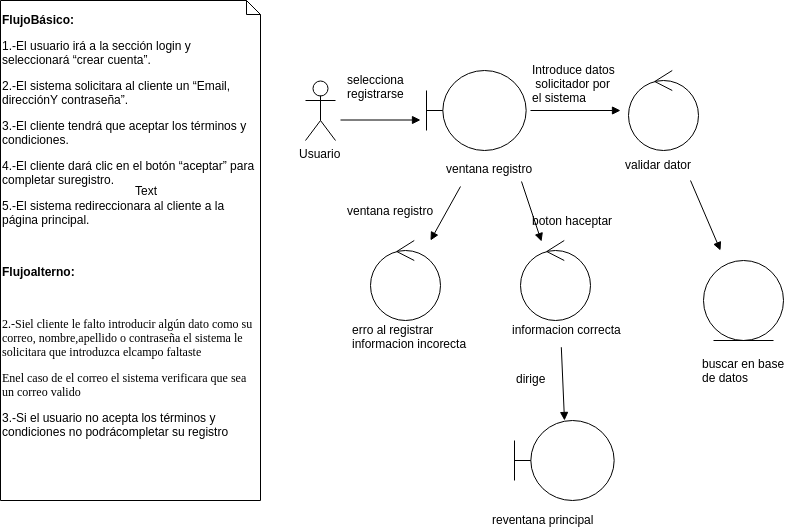 FlujoBásico:
1.-El usuario irá a la sección login y
seleccionará “crear cuenta”.
2.-El sistema solicitara al cliente un “Email,
direcciónY contraseña”.
3.-El cliente tendrá que aceptar los términos y
condiciones.
4.-El cliente dará clic en el botón “aceptar” para
completar suregistro.
Text
5.-El sistema redireccionara al cliente a la
página principal.
Flujoalterno:
2.-Siel cliente le falto introducir algún dato como su
correo, nombre,apellido o contraseña el sistema le
solicitara que introduzca elcampo faltaste
Enel caso de el correo el sistema verificara que sea
un correo valido
3.-Si el usuario no acepta los términos y
condiciones no podrácompletar su registro
Usuario
selecciona
registrarse
ventana registro
Introduce datos
solicitador por
el sistema
validar dator
ventana registro
boton haceptar
erro al registrar
informacion incorecta
informacion correcta
buscar en base
de datos
dirige
reventana principal